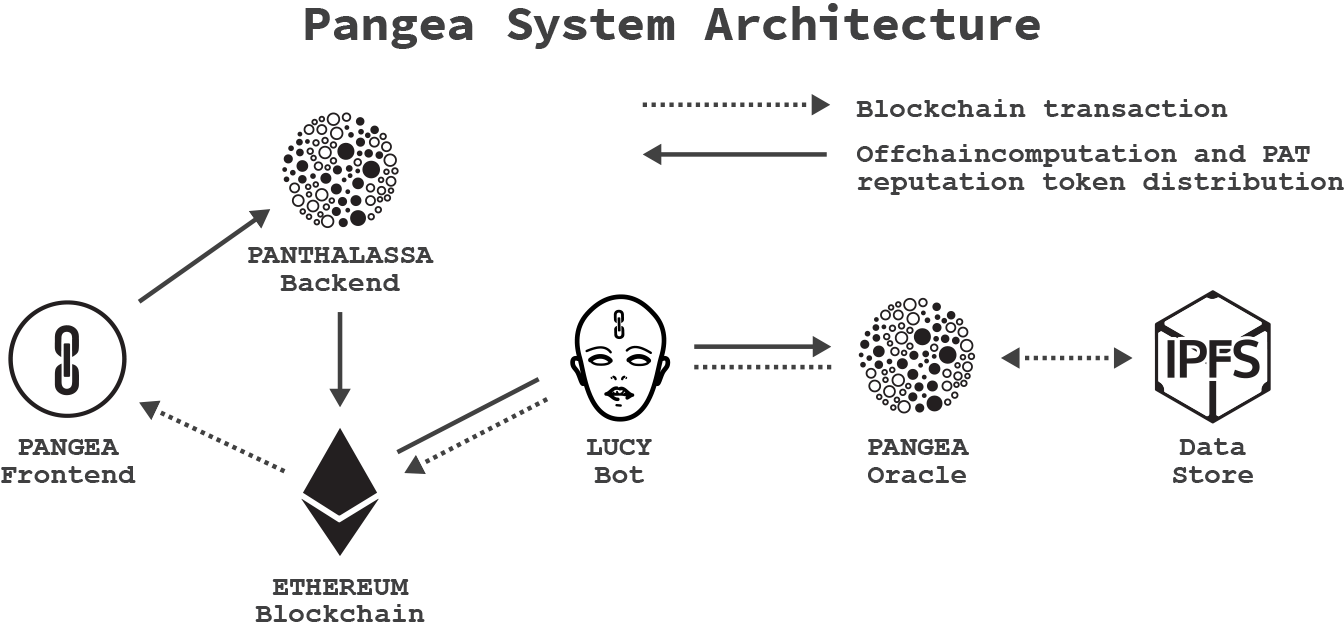 Pangea System Architecture
Blockchain transaction
Offchaincomputation and PAT
reputation token distribution
PANTHALASSA
Backend
PANGEA
Frontend
ETHEREUM
Blockchain
LUCY
Bot
PANGEA
Oracle
IPFS
Data
Store